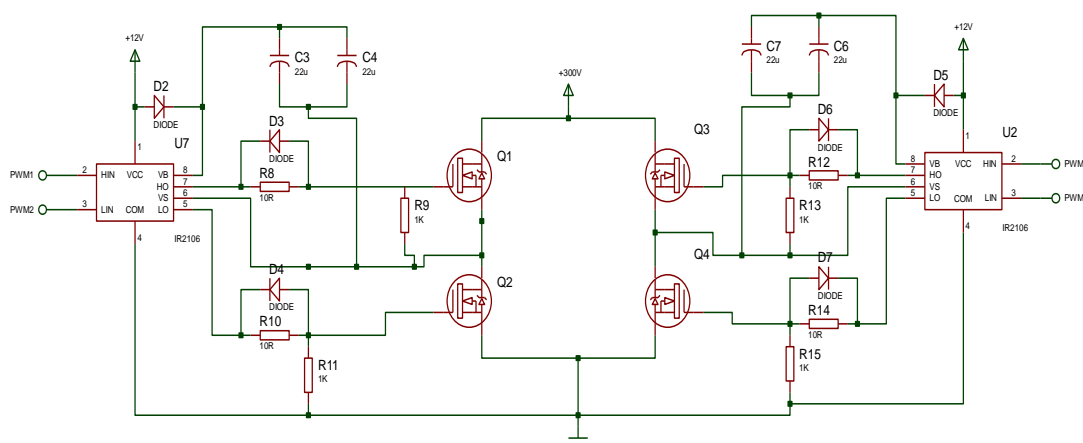 +12V
C3
22u
C4
22u
C7
22u
C6
22u
+12V
D2
DIODE
+300V
D5
DIODE
U7
1
D3
DIODE
Q1
Q3
D6
DIODE
1
U2
PWM1
2
HIN
VCC
VB
8
HO
7
VS
6
LO
5
PWM2
3
LIN
COM
4
IR2106
R8
10R
R9
1K
R12
10R
R13
1K
8
VB
VCC
HIN
2
PWM
7
HO
6
VS
5
LO
COM
LIN
3
PWM
4
IR2106
D4
DIODE
Q2
Q4
D7
DIODE
R10
10R
R14
10R
R11
1K
R15
1K